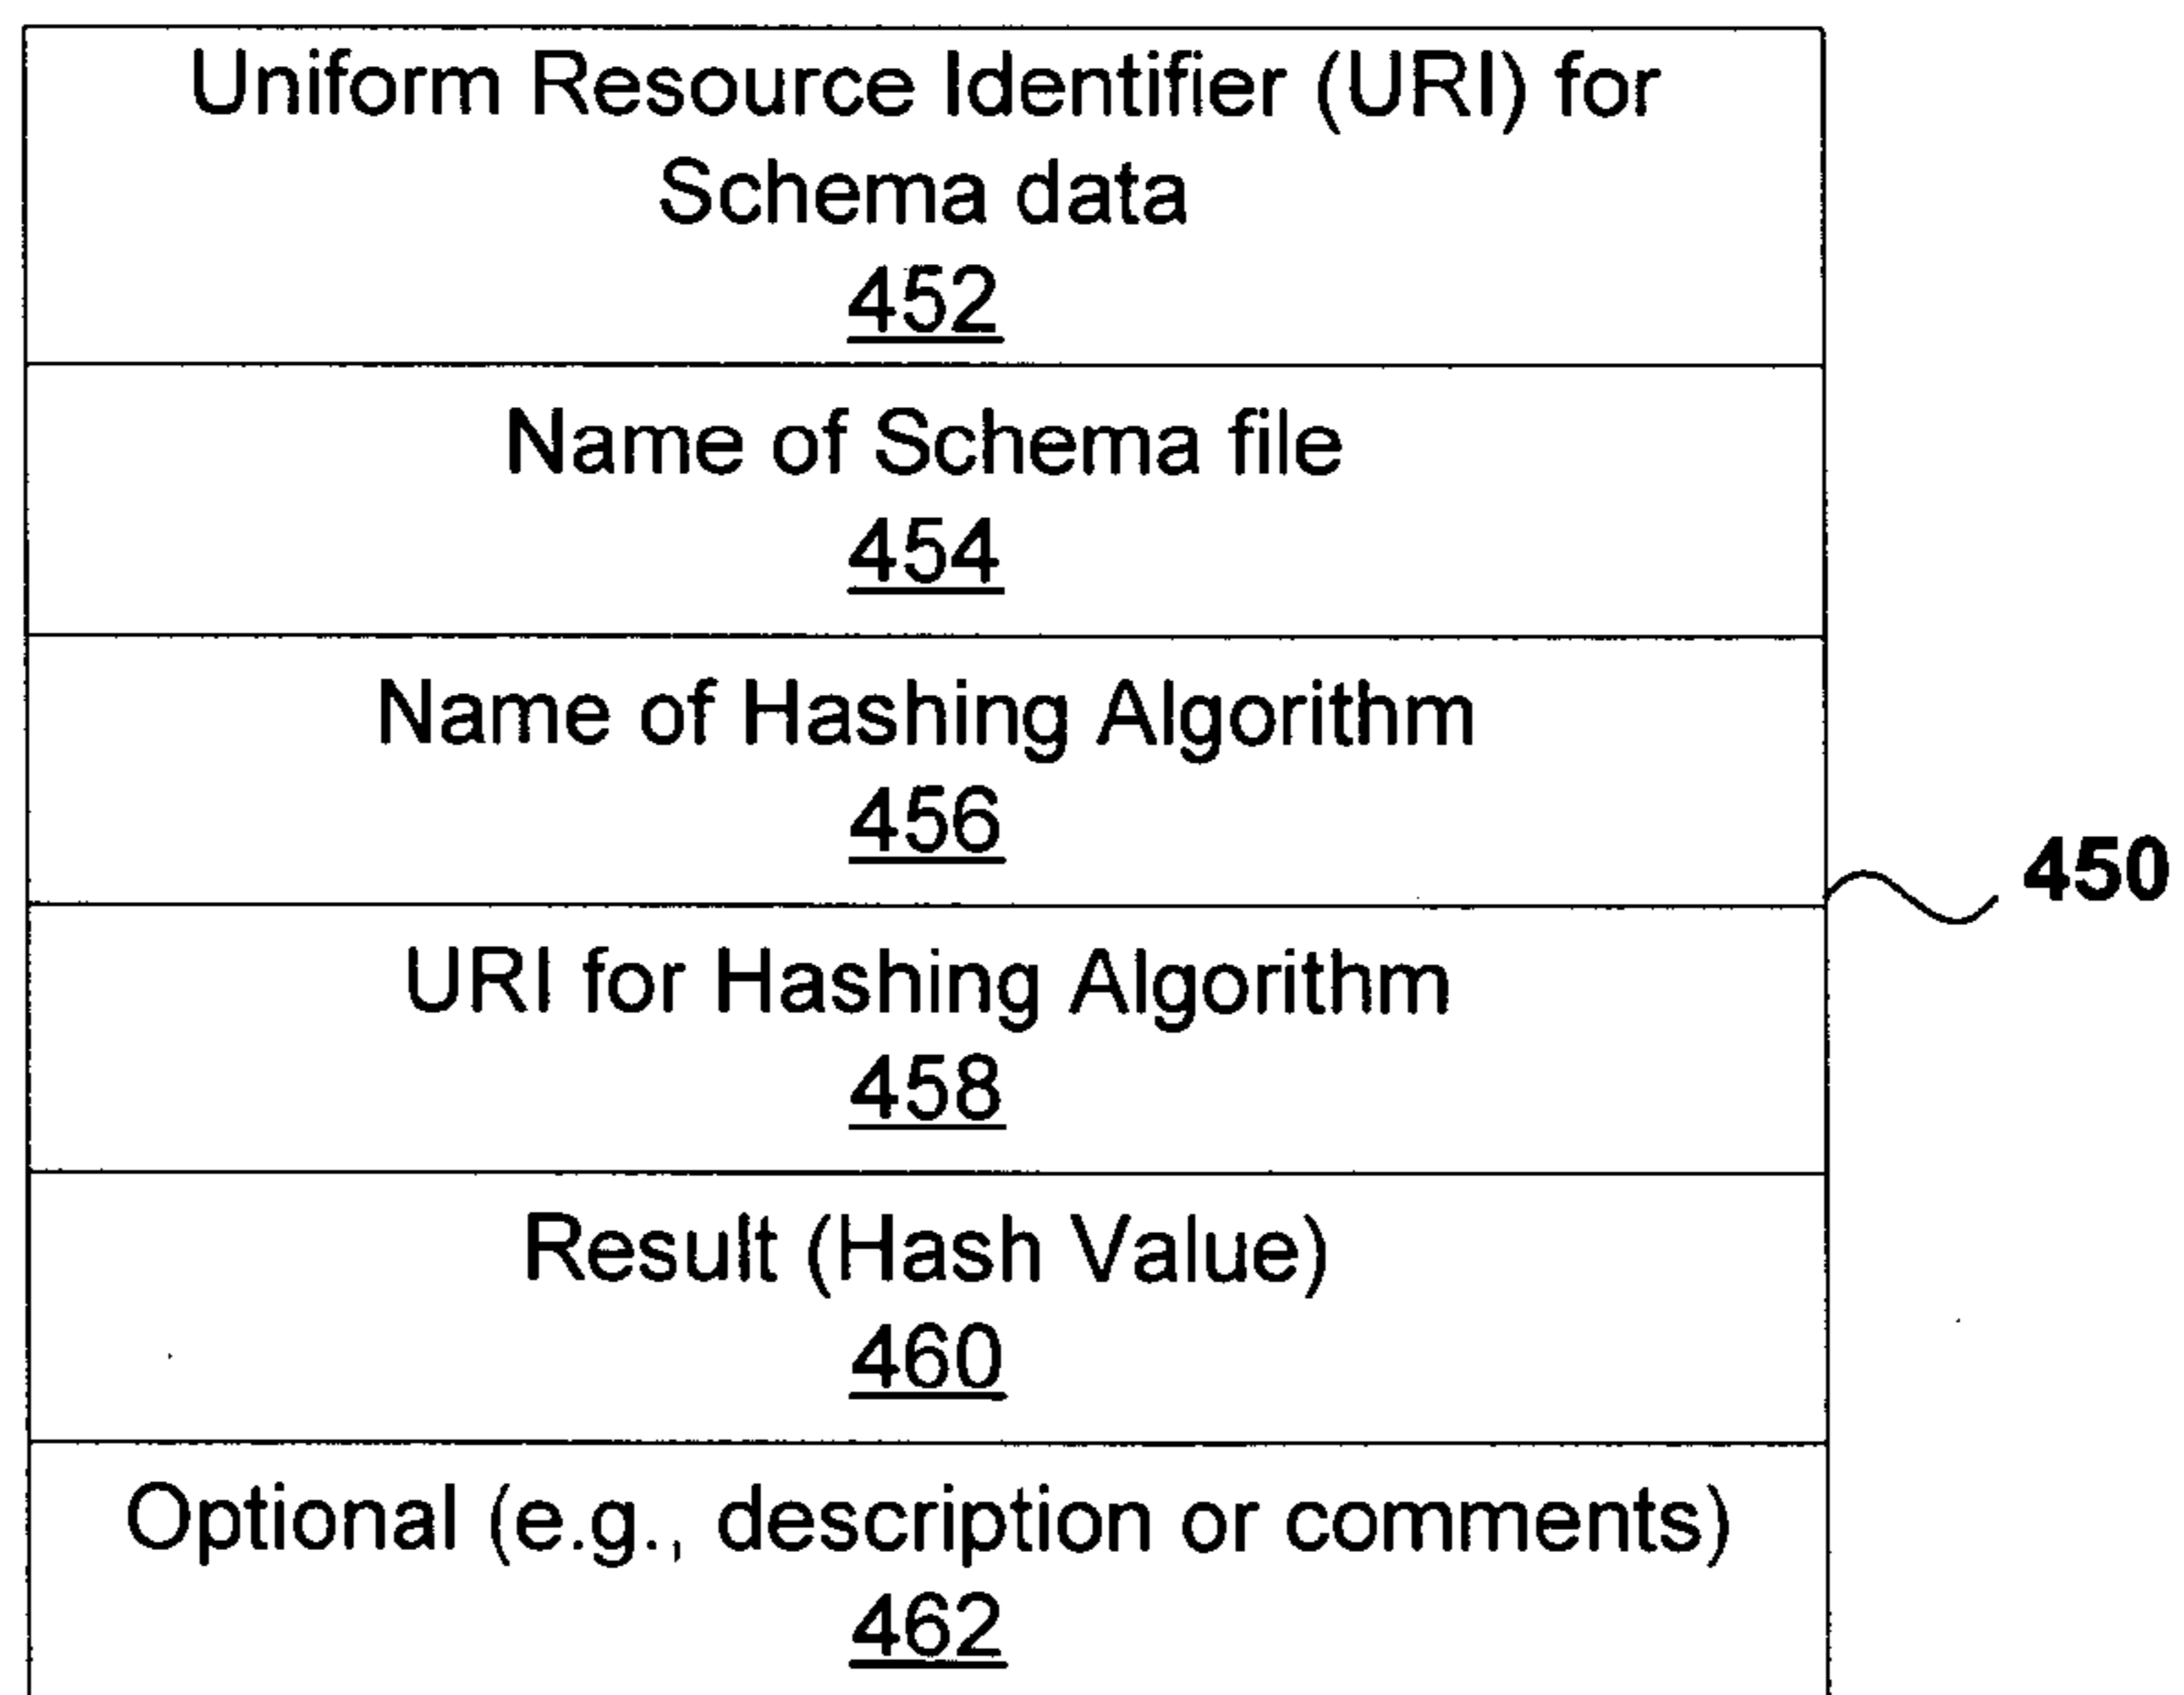 Uniform Resource Identifier (URI) for
Schema data
452
Name of Schema file
454
Name of Hashing Algorithm
456
450
URI for Hashing Algorithm
458
Result (Hash Value)
460
Optional (e.g., description or comments)
462